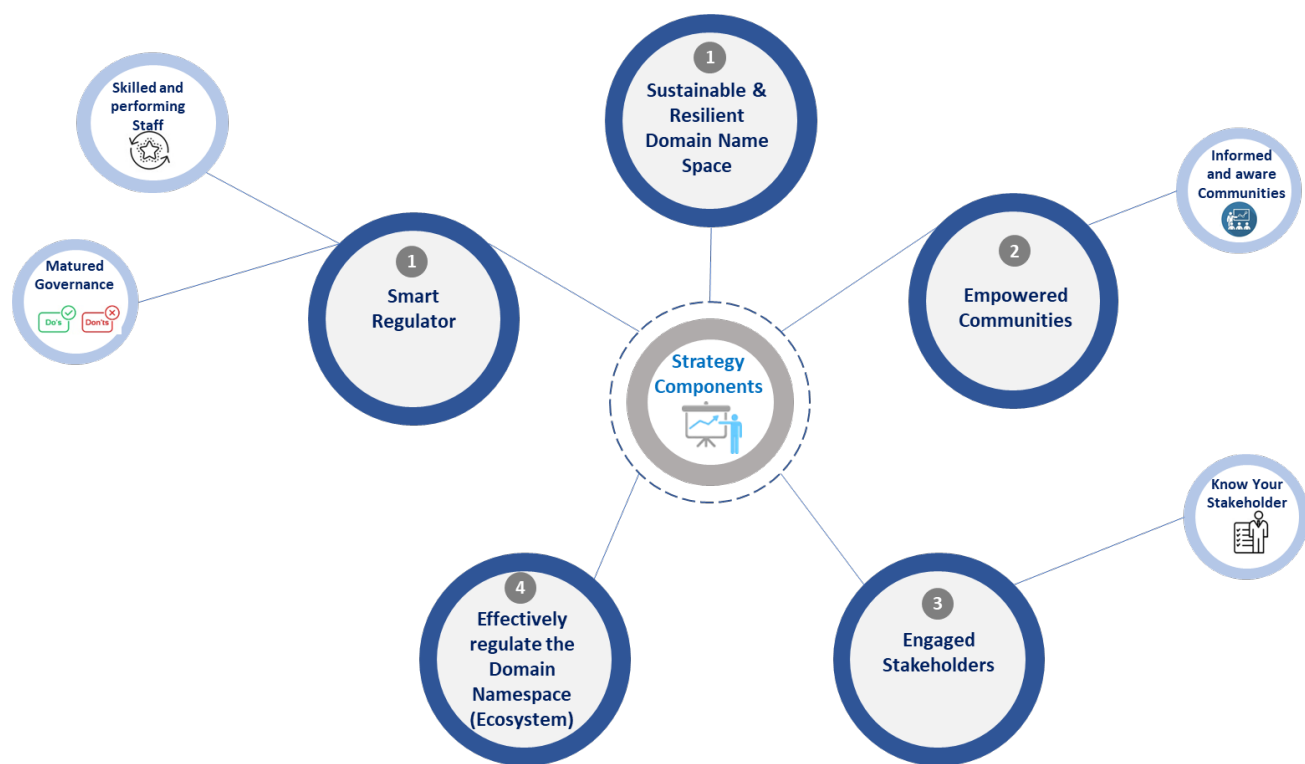 1
Sustainable &
Resilient
Domain Name
Space
Skilled and
performing
Staff
Matured
Governance
Do's
Don'ts
1
Smart
Regulator
Strategy
Components
2
Empowered
Communities
Informed
and aware
Communities
Know Your
Stakeholder
3
Engaged
Stakeholders
4
Effectively
regulate the
Domain
Namespace
(Ecosystem)